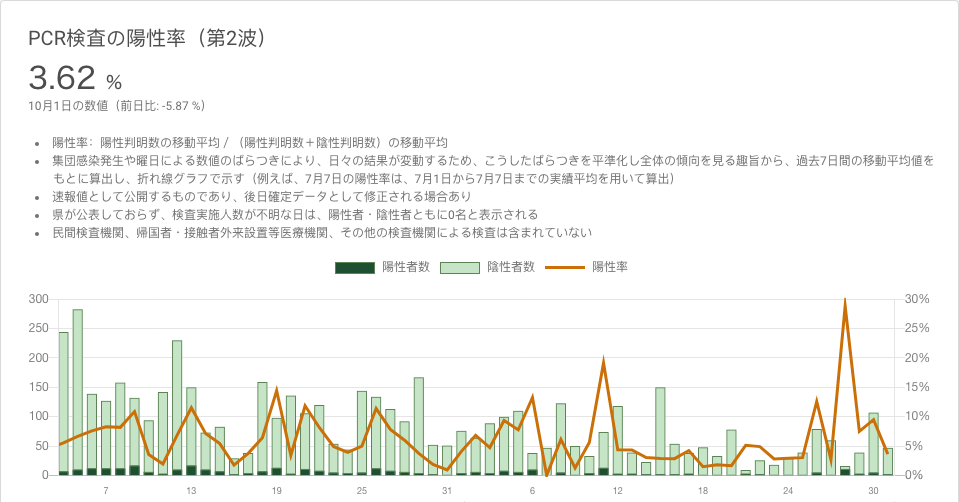 PCR検査の陽性率（第2波）
3.62 %
10月1日の数値（前日比: -5.87 %）
• 陽性率：陽性判明数の移動平均 / （陽性判明数＋陰性判明数）の移動平均
• 集団感染発生や曜日による数値のばらつきにより、日々の結果が変動するため、こうしたばらつきを平準化し全体の傾向を見る趣旨から、過去7日間の移動平均値を
もとに算出し、折れ線グラフで示す（例えば、7月7日の陽性率は、7月1日から7月7日までの実績平均を用いて算出）
• 速報値として公開するものであり、後日確定データとして修正される場合あり
• 県が公表しておらず、検査実施人数が不明な日は、陽性者・陰性者ともに0名と表示される
• 民間検査機関、帰国者・接触者外来設置等医療機関、その他の検査機関による検査は含まれていない
陽性者数 陰性者数 陽性率
300 30%
250 25%
200 20%
150 15%
100 10%
50 5%
0 0%
7 13 19 25 31 6 12 18 24 30